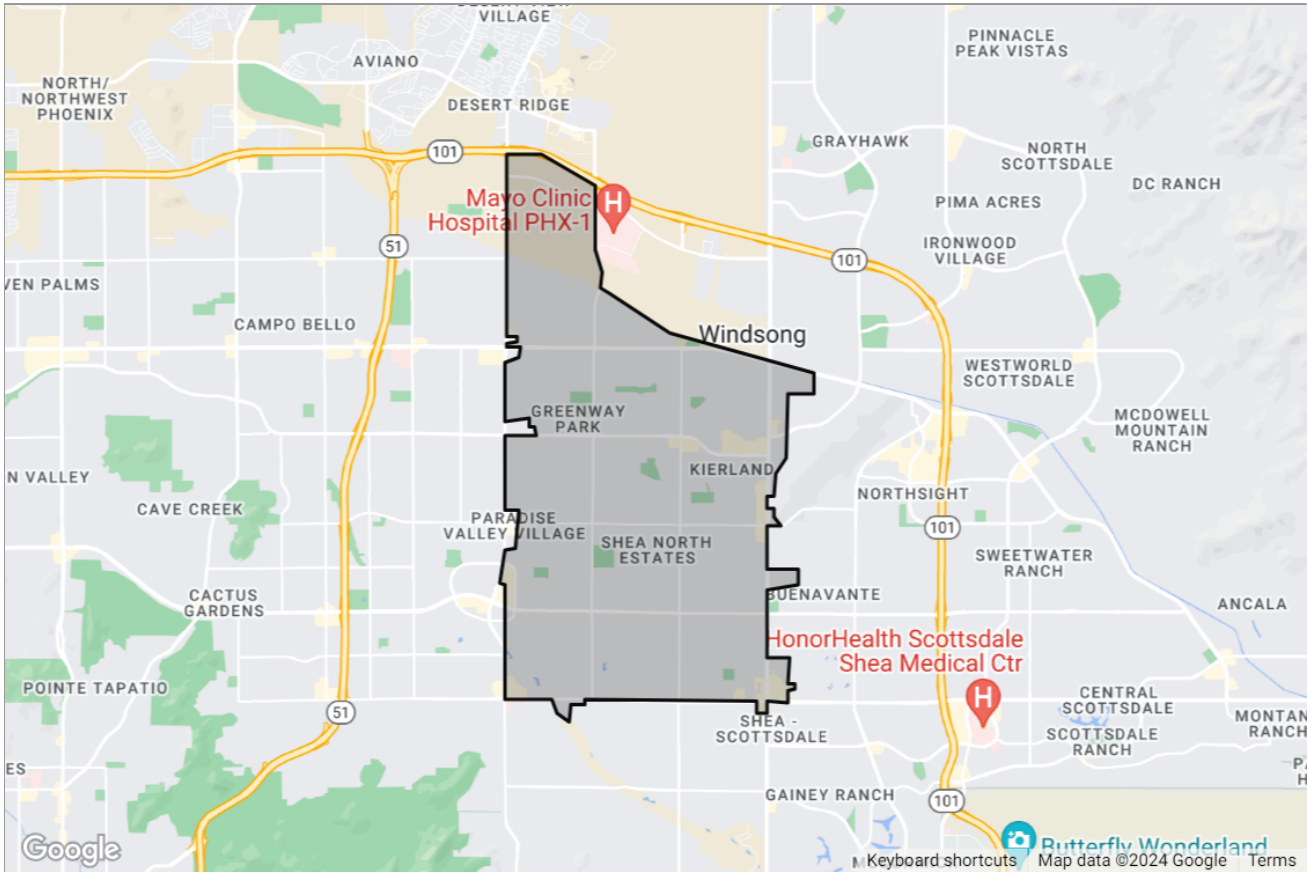 VILLAGE
PINNACLE
PEAK VISTAS
AVIANO
NORTH/
NORTHWEST
PHOENIX
DESERT RIDGE
GRAYHAWK
101
NORTH
SCOTTSDALE
DC RANCH
Mayo Clinic
Hospital PHX-1
H
PIMA ACRES
51
IRONWOOD
VILLAGE
101
VEN PALMS
CAMPO BELLO
Windsong
WESTWORLD
SCOTTSDALE
GREENWAY
PARK
MCDOWELL
MOUNTAIN
RANCH
N VALLEY
KIERLAND
CAVE CREEK
NORTHSIGHT
PARADISE
VALLEY VILLAGE
101
SHEA NORTH
ESTATES
SWEETWATER
RANCH
CACTUS
GARDENS
BUENAVANTE
ANCALA
HonorHealth Scottsdale
Shea Medical Ctr
H
POINTE TAPATIO
CENTRAL
SCOTTSDALE
51
SHEA -
SCOTTSDALE
MONTAN
RANCH
SCOTTSDALE
RANCH
ES
PA
H
GAINEY RANCH
101
Google
Butterfly Wonderland
Keyboard shortcuts
Map data ©2024 Google
Terms